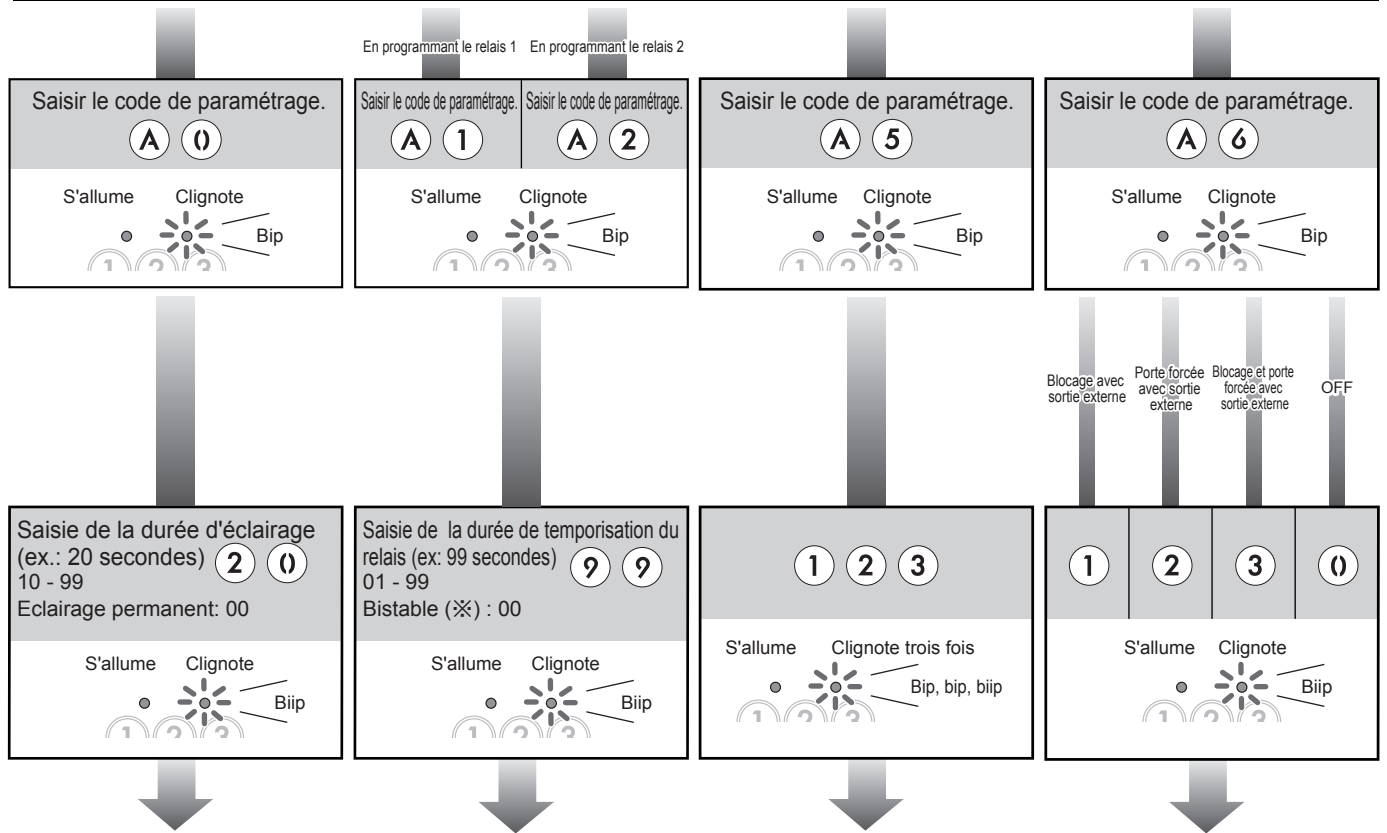 En programmant le relais 1 En programmant le relais 2
Saisir le code de paramétrage.
A 0
S'allume Clignote
Bip
1 2 3
Saisir le code de paramétrage. Saisir le code de paramétrage.
A 1 A 2
S'allume Clignote
Bip
1 2 3
Saisir le code de paramétrage.
A 5
S'allume Clignote
Bip
1 2 3
Saisir le code de paramétrage.
A 6
S'allume Clignote
Bip
1 2 3
Blocage avec
sortie externe
Porte forcée
avec sortie
externe
Blocage et porte
forcée avec
sortie externe
OFF
Saisie de la durée d'éclairage
(ex.: 20 secondes) 2 0
10 - 99
Eclairage permanent: 00
S'allume Clignote
Biip
1 2 3
Saisie de la durée de temporisation du
relais (ex: 99 secondes) 9 9
01 - 99
Bistable (※) : 00
S'allume Clignote
Biip
1 2 3
1 2 3
S'allume Clignote trois fois
Bip, bip, biip
1 2 3
1 2 3 0
S'allume Clignote
Biip
1 2 3